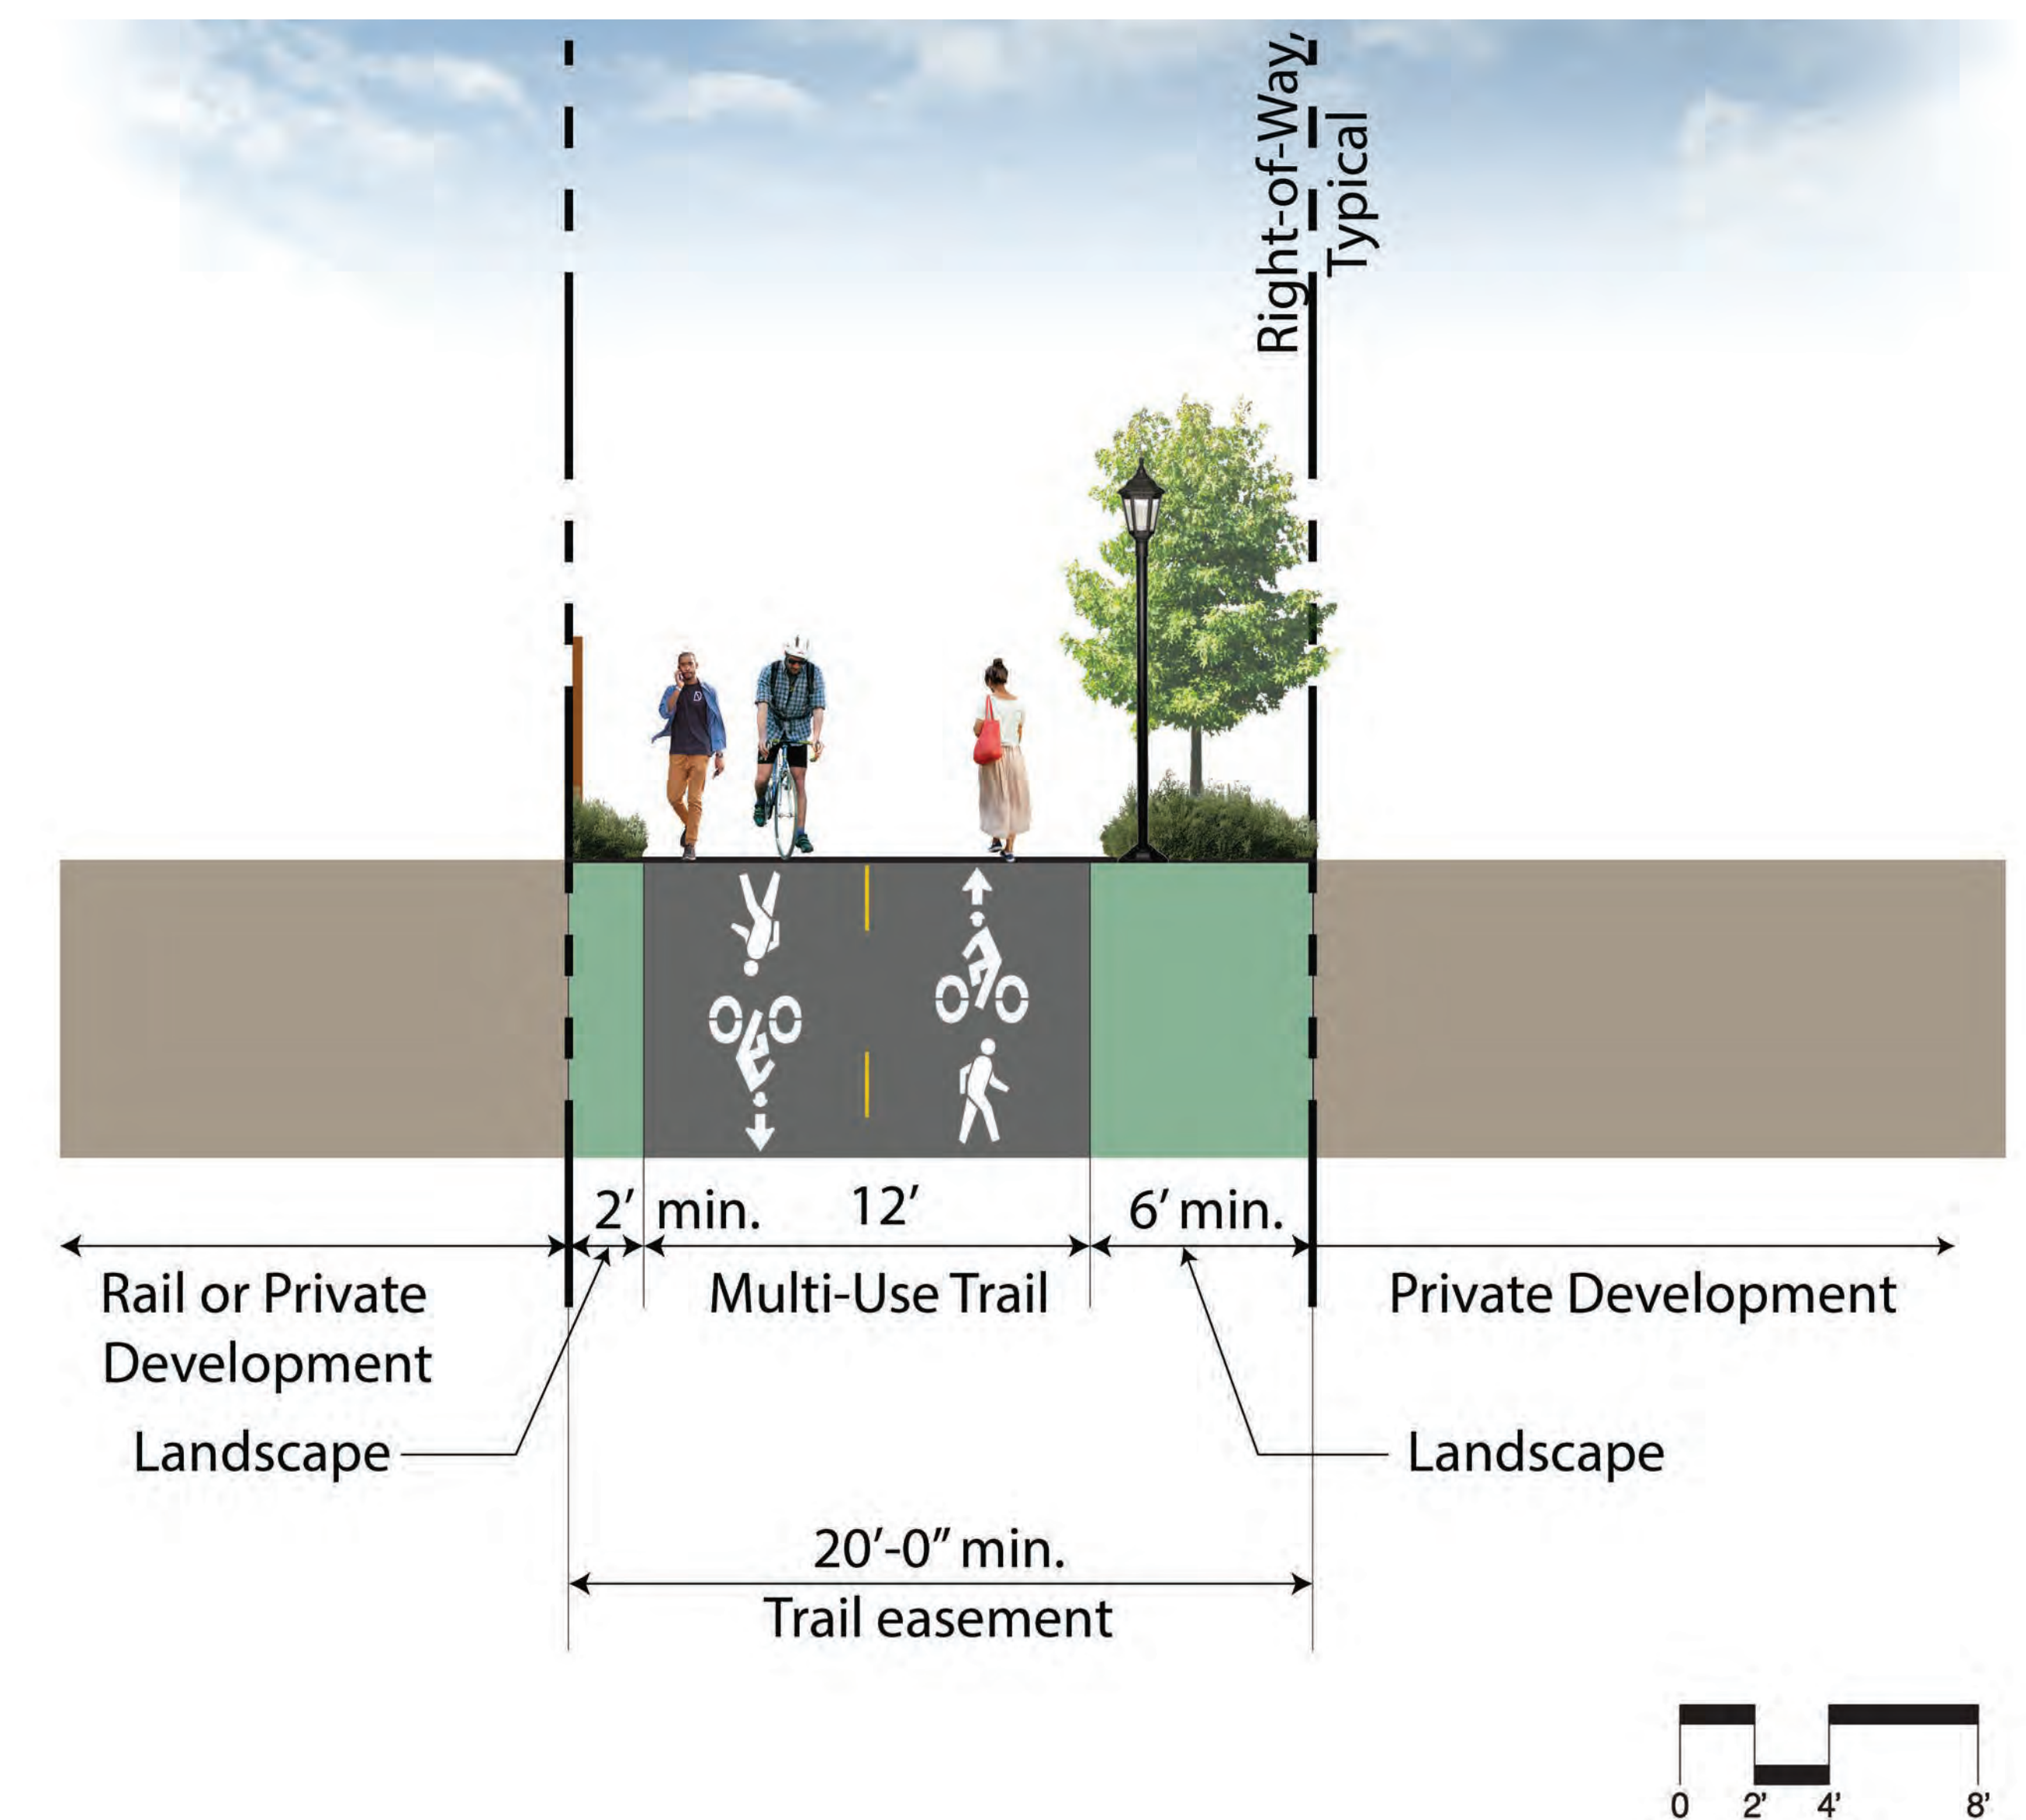 Right-of-Way,
Typical
2' min.
12'
6' min.
Rail or Private
Development
Multi-Use Trail
Private Development
Landscape
Landscape
20'-0" min.
Trail easement
0 2' 4' 8'